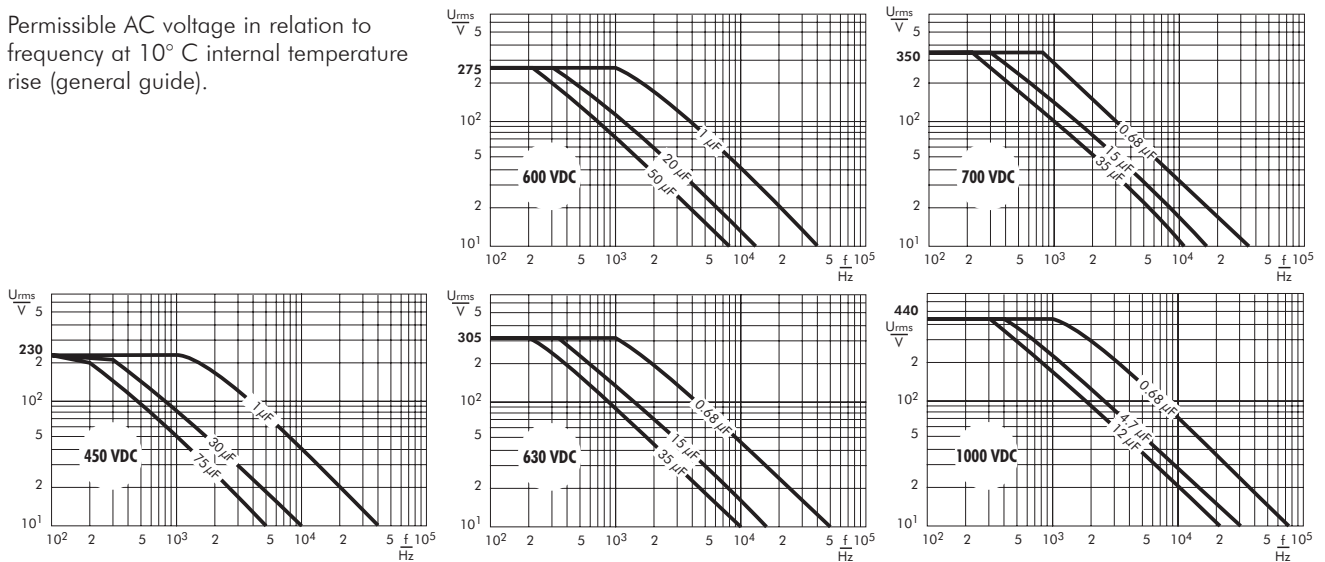 Permissible AC voltage in relation to
frequency at 10° C internal temperature
rise (general guide).
Urms
V
5
275
2
10²
5
2
10¹
1 µF
20 µF
50 µF
600 VDC
10² 2 5 10³ 2 5 10⁴ 2 5 f 10⁵
Hz
Urms
V
5
350
2
10²
5
2
10¹
0.68 µF
15 µF
35 µF
700 VDC
10² 2 5 10³ 2 5 10⁴ 2 5 f 10⁵
Hz
Urms
V
5
230
2
10²
5
2
10¹
1 µF
30 µF
75 µF
450 VDC
10² 2 5 10³ 2 5 10⁴ 2 5 f 10⁵
Hz
Urms
V
5
305
2
10²
5
2
10¹
0.68 µF
15 µF
35 µF
630 VDC
10² 2 5 10³ 2 5 10⁴ 2 5 f 10⁵
Hz
440
Urms
V
2
10²
5
2
10¹
0.68 µF
4.7 µF
12 µF
1000 VDC
10² 2 5 10³ 2 5 10⁴ 2 5 f 10⁵
Hz